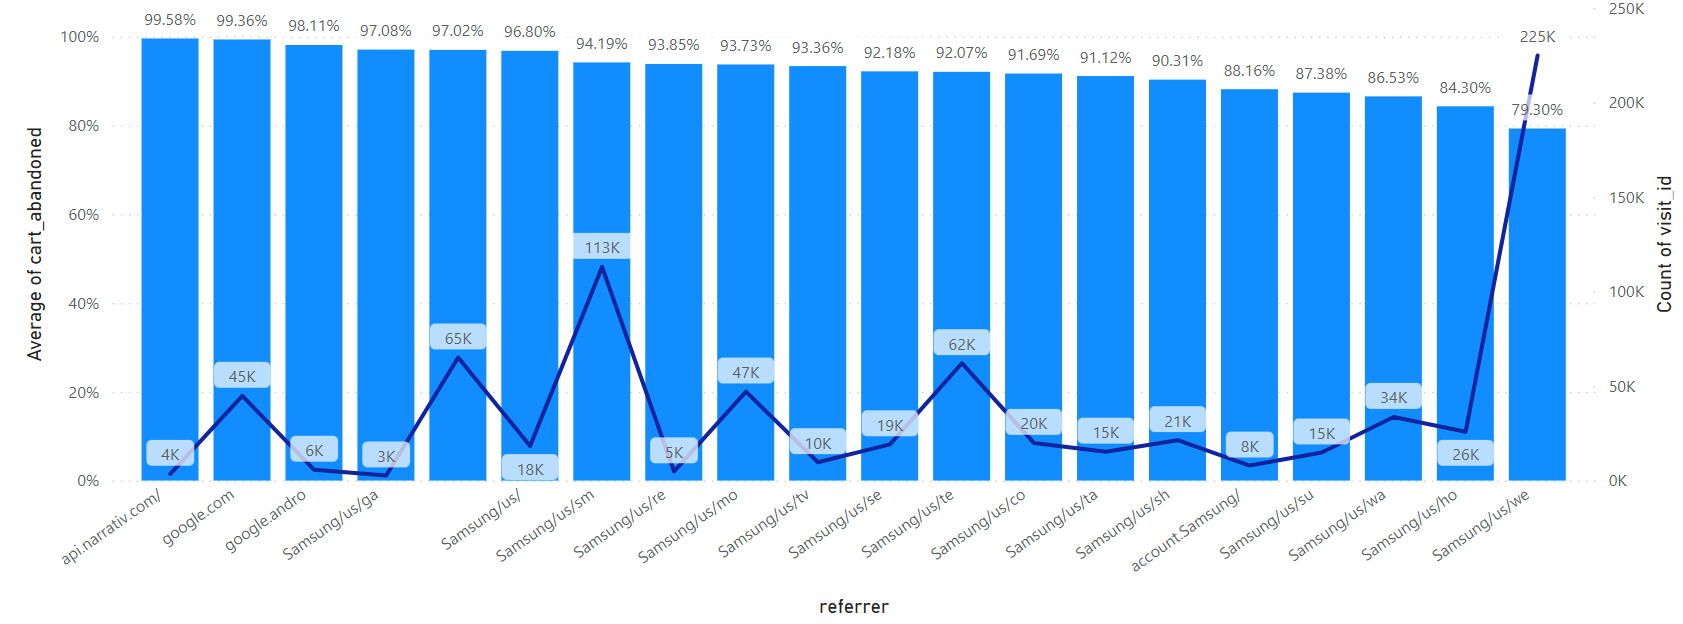 250K
99.58%
99.36%
98.11%
97.08%
97.02%
96.80%
94.19%
93.85%
93.73%
93.36%
92.18%
92.07%
91.69%
91.12%
90.31%
88.16%
87.38%
86.53%
84.30%
79.30%
225K
100%
80%
60%
40%
20%
0%
Average of cart_abandoned
200K
150K
100K
50K
0K
Count of visit_id
4K
45K
6K
3K
65K
18K
113K
5K
47K
10K
19K
62K
20K
15K
21K
8K
15K
34K
26K
api.narrativ.com/
google.com
google.andro
Samsung/us/ga
Samsung/us/
Samsung/us/sm
Samsung/us/re
Samsung/us/mo
Samsung/us/tv
Samsung/us/se
Samsung/us/te
Samsung/us/co
Samsung/us/ta
Samsung/us/sh
account.Samsung/
Samsung/us/su
Samsung/us/wa
Samsung/us/ho
Samsung/us/we
referrer